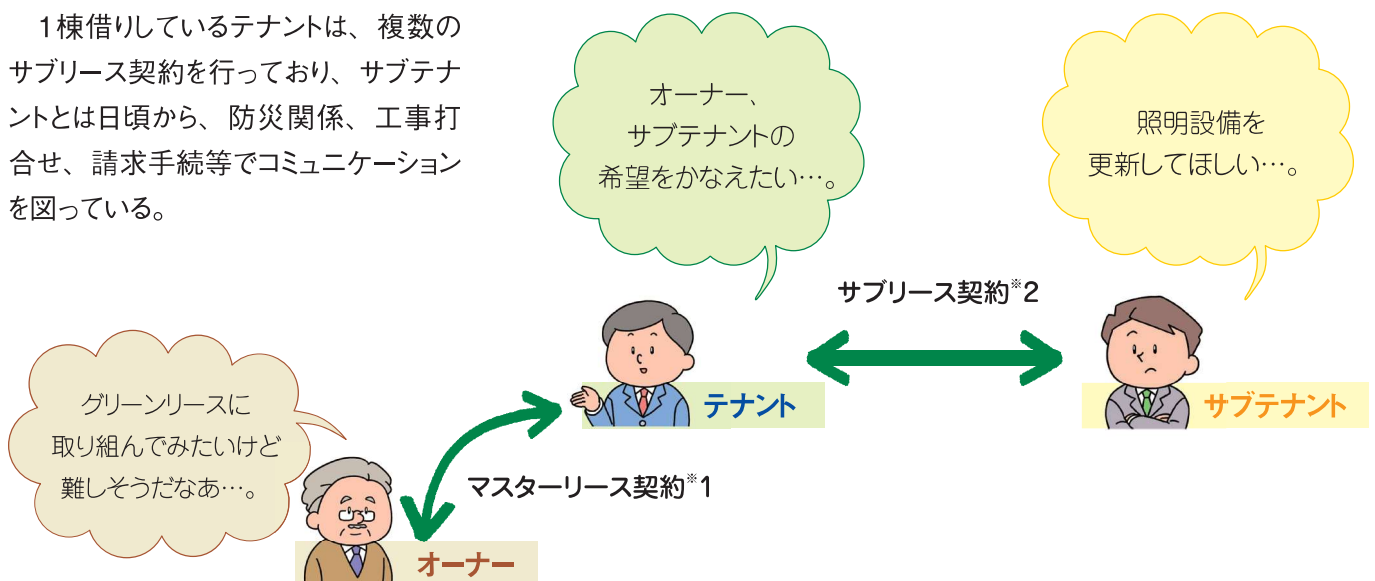 1棟借りしているテナントは、複数の
サブリース契約を行っており、サブテナ
ントとは日頃から、防災関係、工事打
合せ、請求手続等でコミュニケーション
を図っている。
オーナー、
サブテナントの
希望をかなえたい…。
照明設備を
更新してほしい…。
サブリース契約※2
テナント
サブテナント
グリーンリースに
取り組んでみたいけど
難しそうだなあ…。
マスターリース契約※1
オーナー